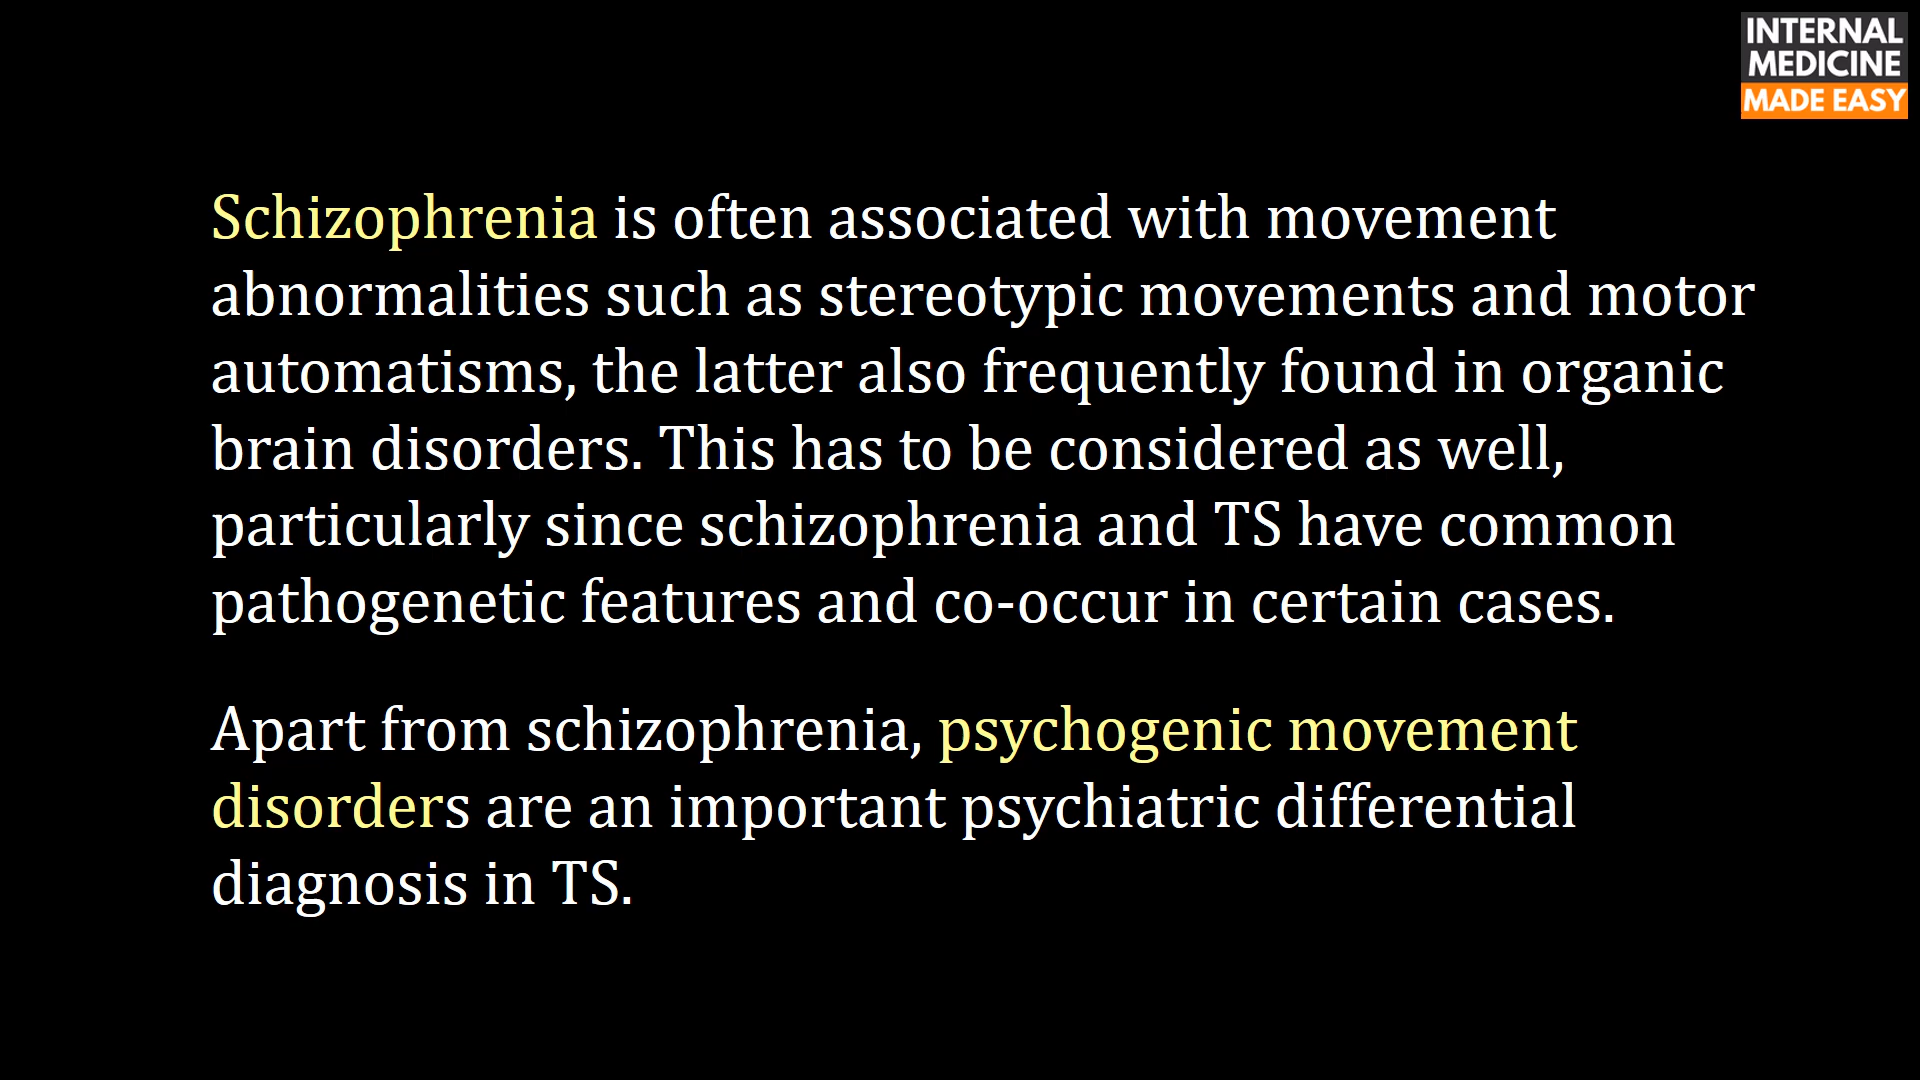 INTERNAL
MEDICINE
MADE EASY
Schizophrenia is often associated with movement
abnormalities such as stereotypic movements and motor
automatisms, the latter also frequently found in organic
brain disorders. This has to be considered as well,
particularly since schizophrenia and TS have common
pathogenetic features and co-occur in certain cases.
Apart from schizophrenia, psychogenic movement
disorders are an important psychiatric differential
diagnosis in TS.